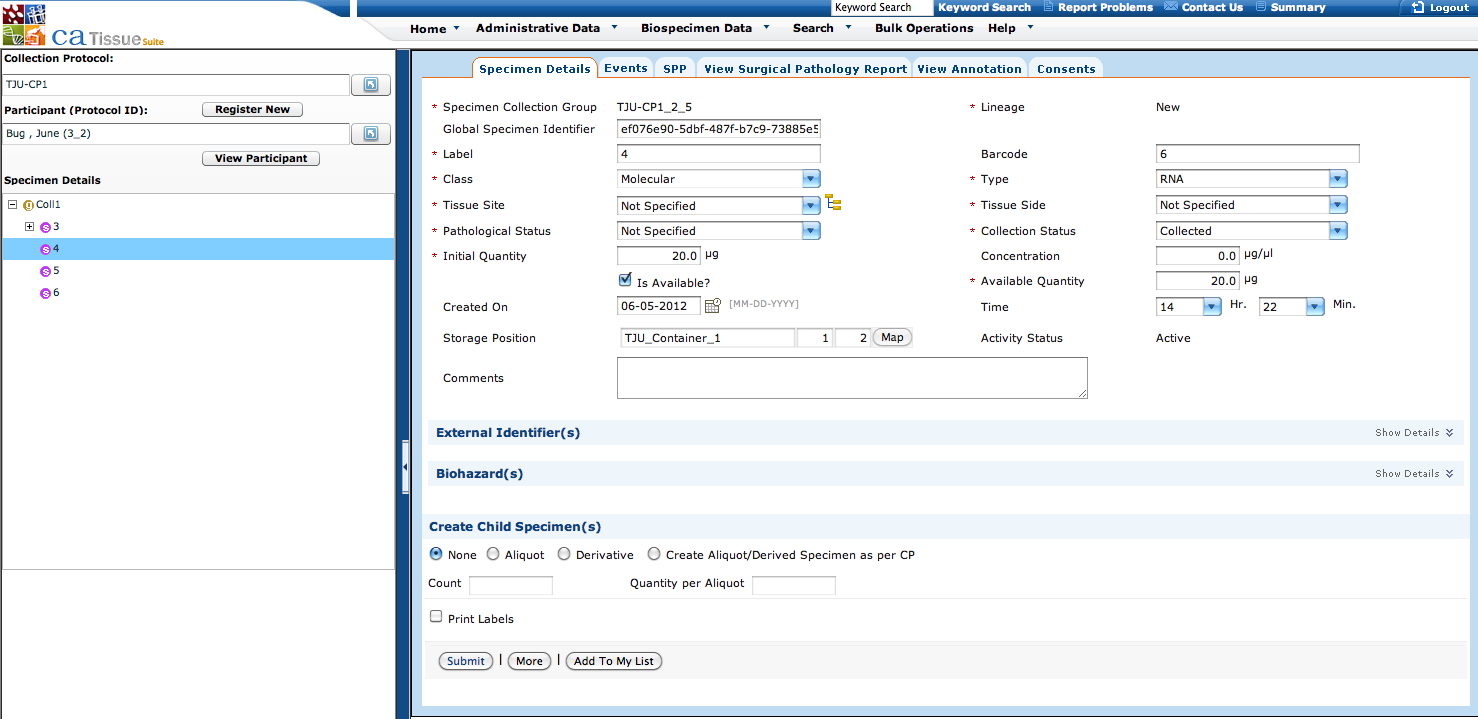 Keyword Search Keyword Search Report Problems Contact Us Summary Logout
ca Tissue Suite
Home Administrative Data Biospecimen Data Search Bulk Operations Help
Collection Protocol:
TJU-CP1
Participant (Protocol ID): Register New
Bug , June (3_2)
View Participant
Specimen Details
Coll1
3
4
5
6
Specimen Details Events SPP View Surgical Pathology Report View Annotation Consents
* Specimen Collection Group TJU-CP1_2_5 * Lineage New
Global Specimen Identifier ef076e90-5dbf-487f-b7c9-73885e5
* Label 4 Barcode 6
* Class Molecular * Type RNA
* Tissue Site Not Specified * Tissue Side Not Specified
* Pathological Status Not Specified * Collection Status Collected
* Initial Quantity 20.0 µg Concentration 0.0 µg/µl
Is Available? * Available Quantity 20.0 µg
Created On 06-05-2012 [MM-DD-YYYY] Time 14 Hr. 22 Min.
Storage Position TJU_Container_1 1 2 Map Activity Status Active
Comments
External Identifier(s) Show Details
Biohazard(s) Show Details
Create Child Specimen(s)
None Aliquot Derivative Create Aliquot/Derived Specimen as per CP
Count Quantity per Aliquot
Print Labels
Submit | More | Add To My List